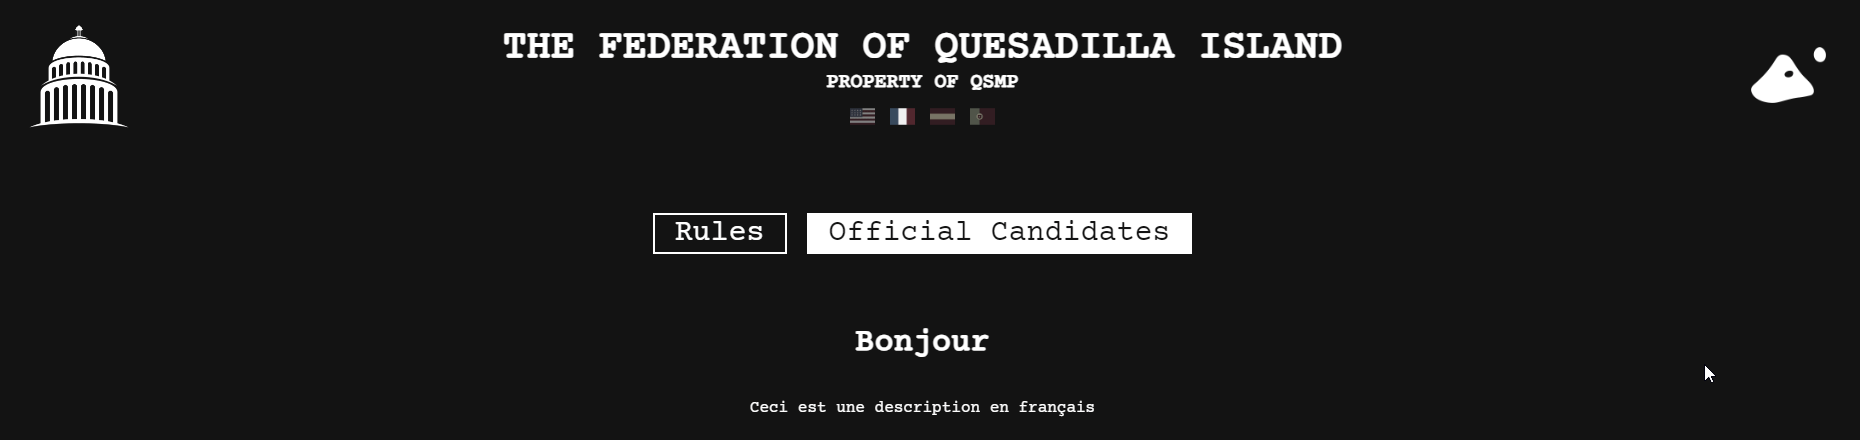 THE FEDERATION OF QUESADILLA ISLAND
PROPERTY OF QSMP
Rules
Official Candidates
Bonjour
Ceci est une description en français